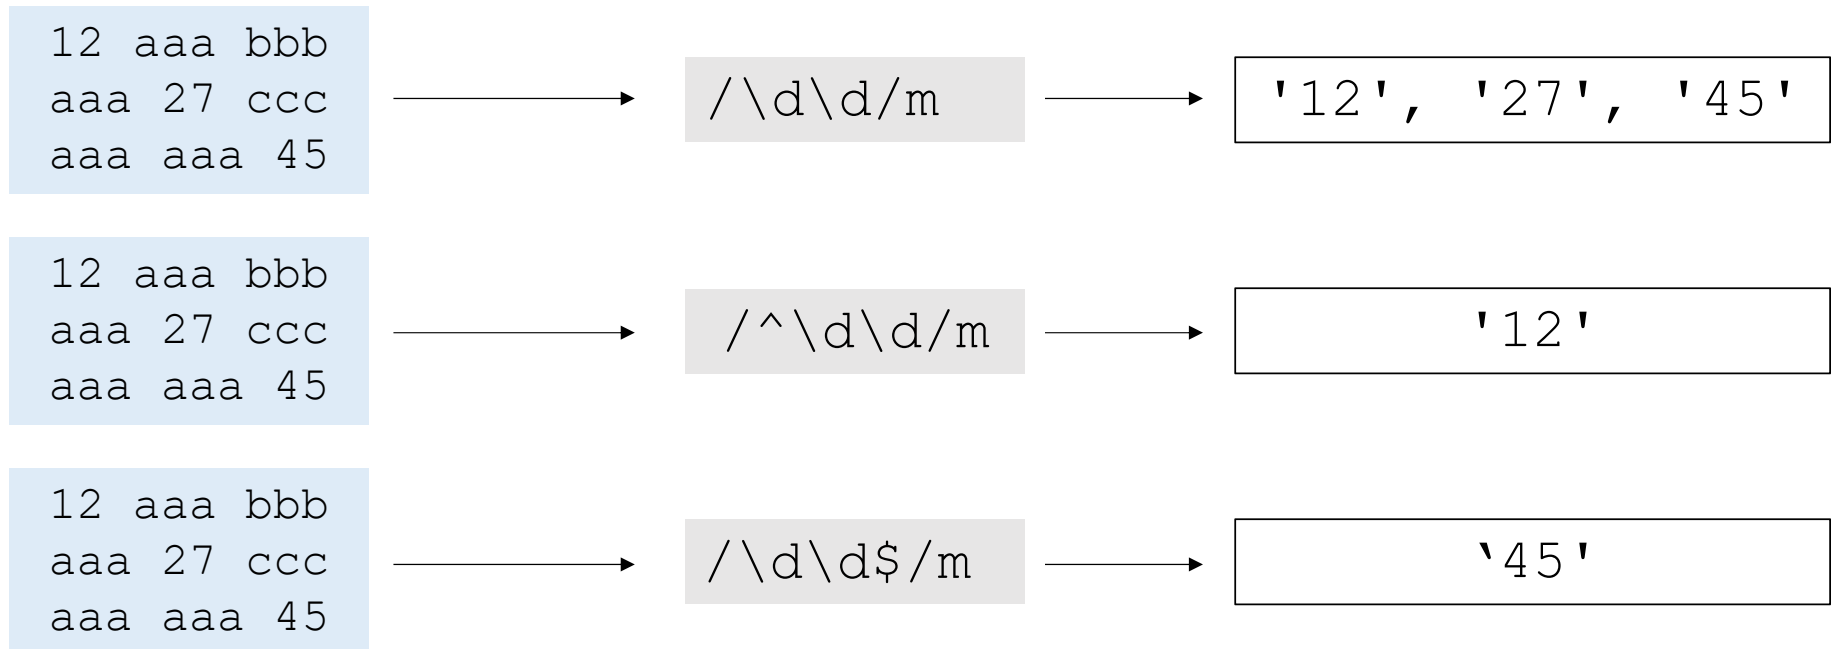 12 aaa bbb
aaa 27 ccc
aaa aaa 45
/\d\d/m
'12', '27', '45'
12 aaa bbb
aaa 27 ccc
aaa aaa 45
/^\d\d/m
'12'
12 aaa bbb
aaa 27 ccc
aaa aaa 45
/\d\d$/m
‘45'